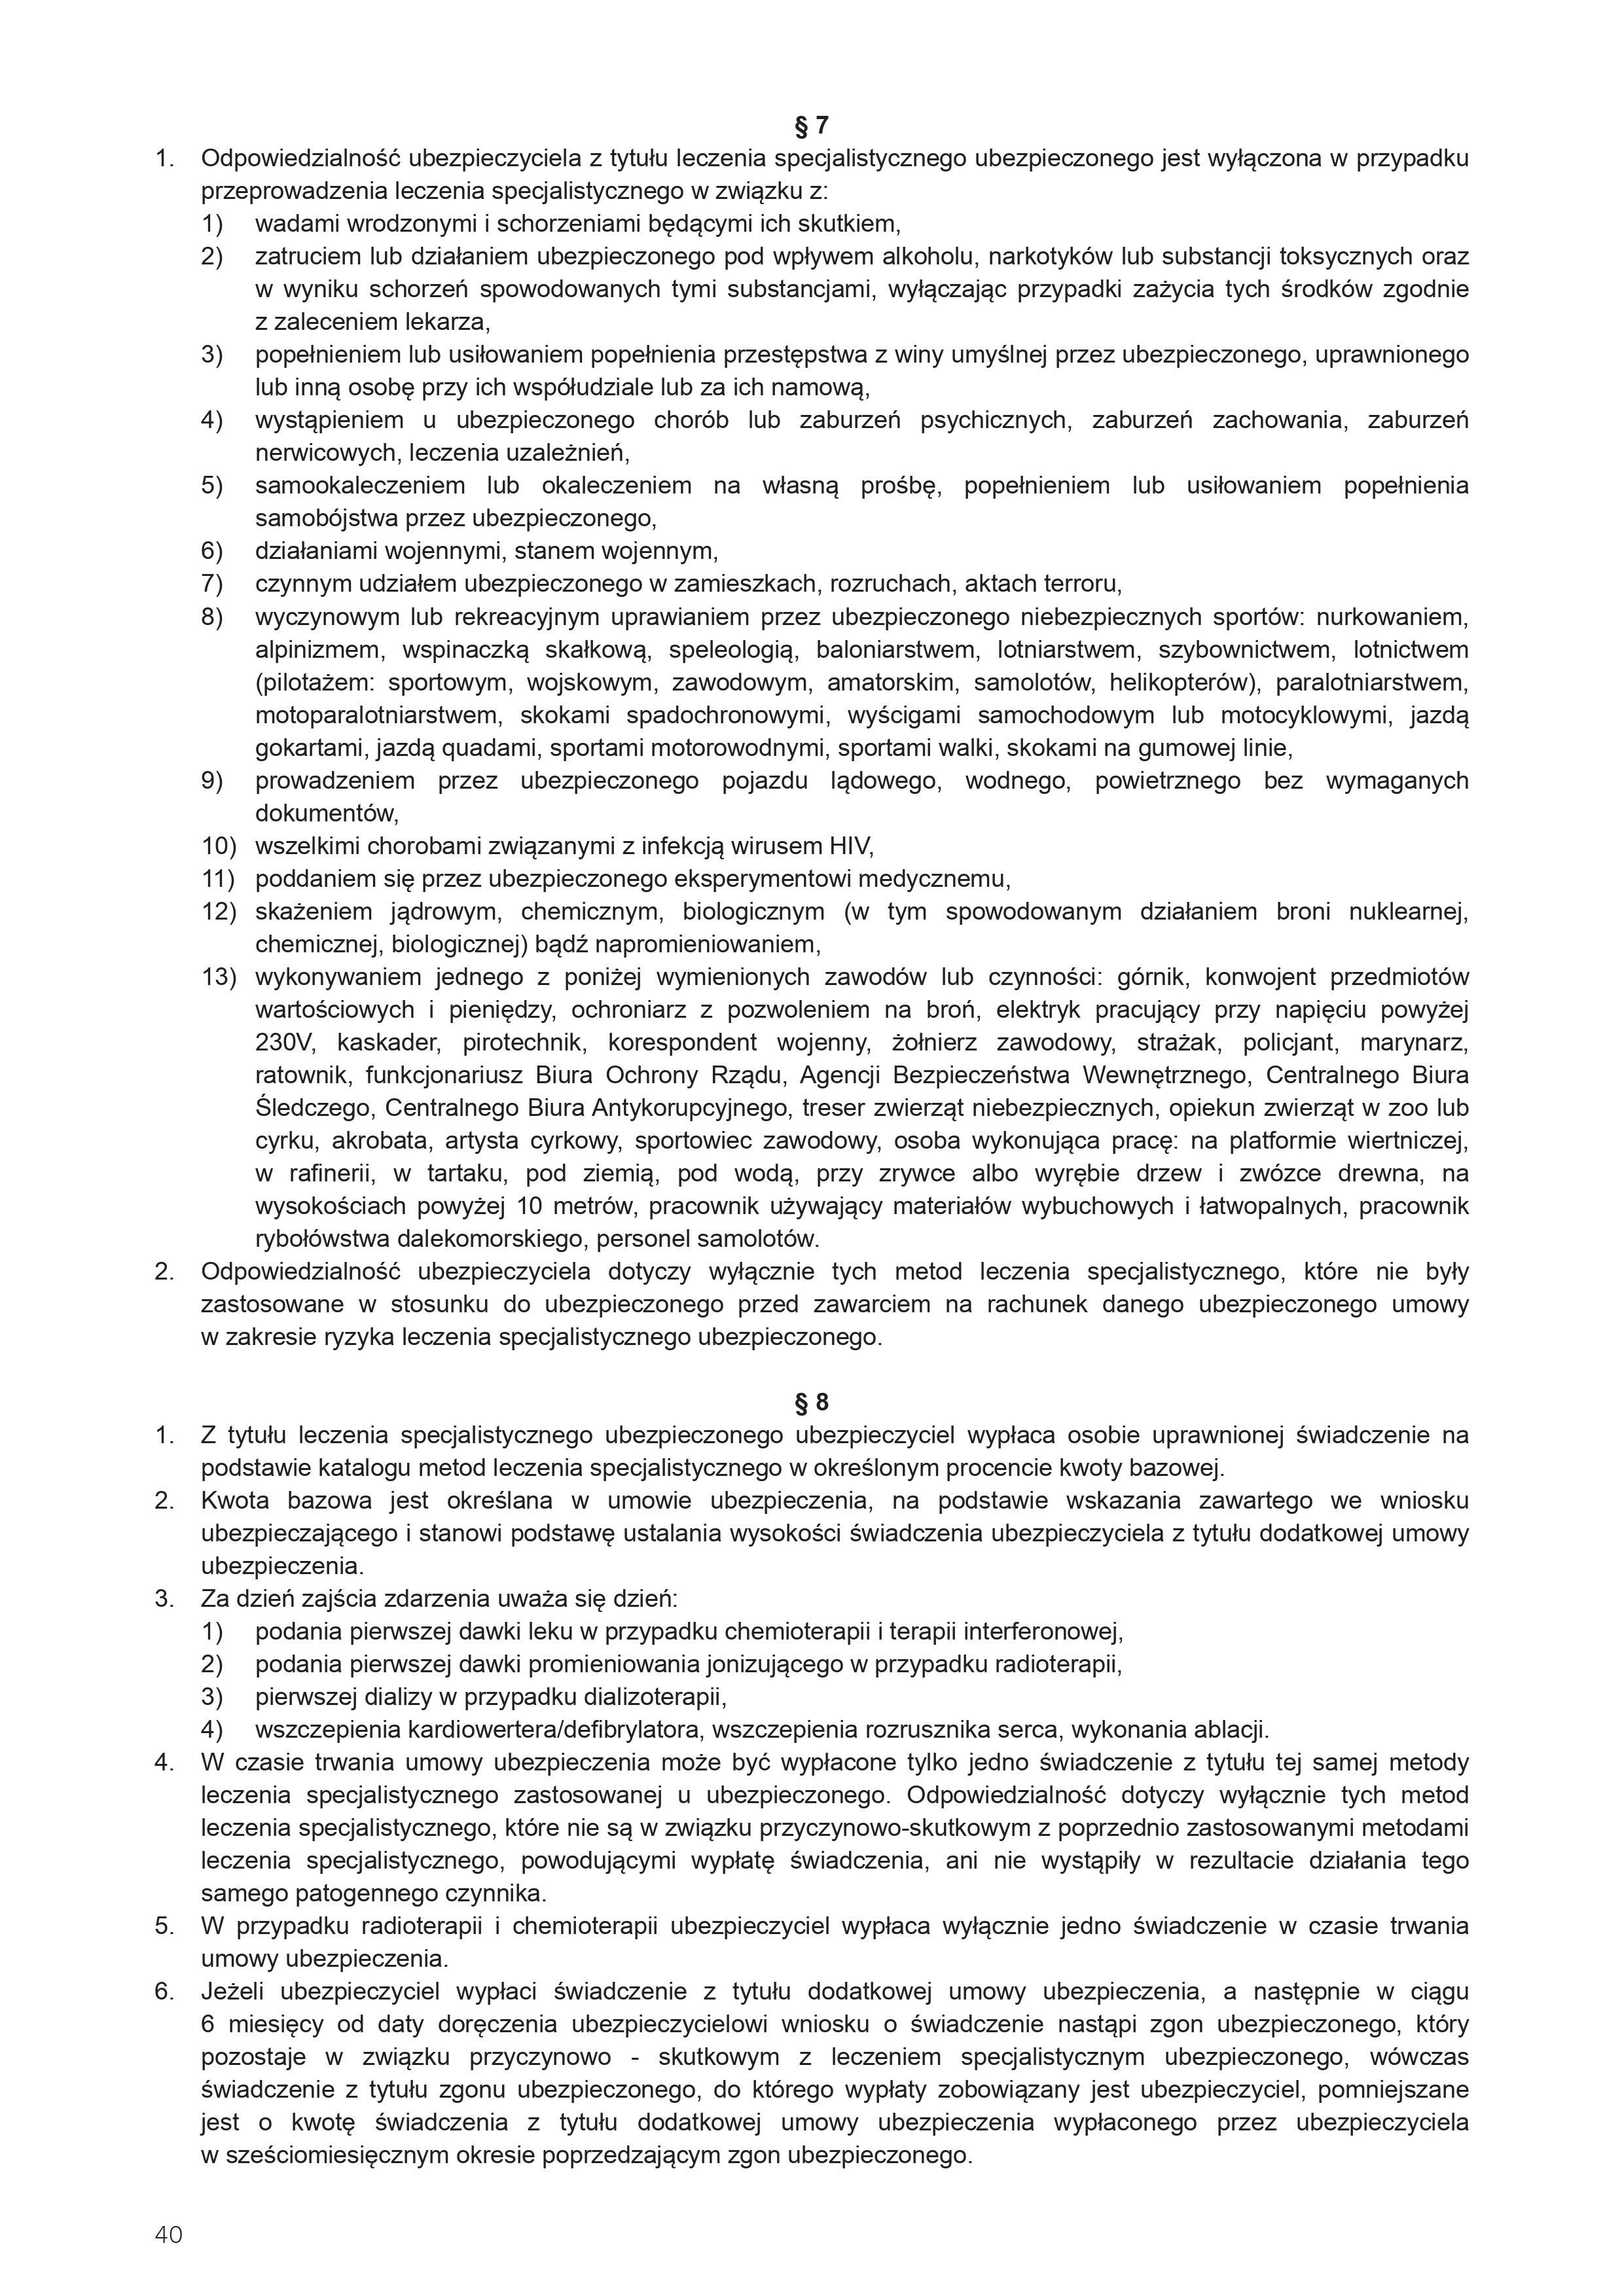 § 7
1. Odpowiedzialność ubezpieczyciela z tytułu leczenia specjalistycznego ubezpieczonego jest wyłączona w przypadku
przeprowadzenia leczenia specjalistycznego w związku z:
1) wadami wrodzonymi i schorzeniami będącymi ich skutkiem,
2) zatruciem lub działaniem ubezpieczonego pod wpływem alkoholu, narkotyków lub substancji toksycznych oraz
w wyniku schorzeń spowodowanych tymi substancjami, wyłączając przypadki zażycia tych środków zgodnie
z zaleceniem lekarza,
3) popełnieniem lub usiłowaniem popełnienia przestępstwa z winy umyślnej przez ubezpieczonego, uprawnionego
lub inną osobę przy ich współudziale lub za ich namową,
4) wystąpieniem u ubezpieczonego chorób lub zaburzeń psychicznych, zaburzeń zachowania, zaburzeń
nerwicowych, leczenia uzależnień,
5) samookaleczeniem lub okaleczeniem na własną prośbę, popełnieniem lub usiłowaniem popełnienia
samobójstwa przez ubezpieczonego,
6) działaniami wojennymi, stanem wojennym,
7) czynnym udziałem ubezpieczonego w zamieszkach, rozruchach, aktach terroru,
8) wyczynowym lub rekreacyjnym uprawianiem przez ubezpieczonego niebezpiecznych sportów: nurkowaniem,
alpinizmem, wspinaczką skałkową, speleologią, baloniarstwem, lotniarstwem, szybownictwem, lotnictwem
(pilotażem: sportowym, wojskowym, zawodowym, amatorskim, samolotów, helikopterów), paralotniarstwem,
motoparalotniarstwem, skokami spadochronowymi, wyścigami samochodowym lub motocyklowymi, jazdą
gokartami, jazdą quadami, sportami motorowodnymi, sportami walki, skokami na gumowej linie,
9) prowadzeniem przez ubezpieczonego pojazdu lądowego, wodnego, powietrznego bez wymaganych
dokumentów,
10) wszelkimi chorobami związanymi z infekcją wirusem HIV,
11) poddaniem się przez ubezpieczonego eksperymentowi medycznemu,
12) skażeniem jądrowym, chemicznym, biologicznym (w tym spowodowanym działaniem broni nuklearnej,
chemicznej, biologicznej) bądź napromieniowaniem,
13) wykonywaniem jednego z poniżej wymienionych zawodów lub czynności: górnik, konwojent przedmiotów
wartościowych i pieniędzy, ochroniarz z pozwoleniem na broń, elektryk pracujący przy napięciu powyżej
230V, kaskader, pirotechnik, korespondent wojenny, żołnierz zawodowy, strażak, policjant, marynarz,
ratownik, funkcjonariusz Biura Ochrony Rządu, Agencji Bezpieczeństwa Wewnętrznego, Centralnego Biura
Śledczego, Centralnego Biura Antykorupcyjnego, treser zwierząt niebezpiecznych, opiekun zwierząt w zoo lub
cyrku, akrobata, artysta cyrkowy, sportowiec zawodowy, osoba wykonująca pracę: na platformie wiertniczej,
w rafinerii, w tartaku, pod ziemią, pod wodą, przy zrywce albo wyrębie drzew i zwózce drewna, na
wysokościach powyżej 10 metrów, pracownik używający materiałów wybuchowych i łatwopalnych, pracownik
rybołówstwa dalekomorskiego, personel samolotów.
2. Odpowiedzialność ubezpieczyciela dotyczy wyłącznie tych metod leczenia specjalistycznego, które nie były
zastosowane w stosunku do ubezpieczonego przed zawarciem na rachunek danego ubezpieczonego umowy
w zakresie ryzyka leczenia specjalistycznego ubezpieczonego.
§ 8
1. Z tytułu leczenia specjalistycznego ubezpieczonego ubezpieczyciel wypłaca osobie uprawnionej świadczenie na
podstawie katalogu metod leczenia specjalistycznego w określonym procencie kwoty bazowej.
2. Kwota bazowa jest określana w umowie ubezpieczenia, na podstawie wskazania zawartego we wniosku
ubezpieczającego i stanowi podstawę ustalania wysokości świadczenia ubezpieczyciela z tytułu dodatkowej umowy
ubezpieczenia.
3. Za dzień zajścia zdarzenia uważa się dzień:
1) podania pierwszej dawki leku w przypadku chemioterapii i terapii interferonowej,
2) podania pierwszej dawki promieniowania jonizującego w przypadku radioterapii,
3) pierwszej dializy w przypadku dializoterapii,
4) wszczepienia kardiowertera/defibrylatora, wszczepienia rozrusznika serca, wykonania ablacji.
4. W czasie trwania umowy ubezpieczenia może być wypłacone tylko jedno świadczenie z tytułu tej samej metody
leczenia specjalistycznego zastosowanej u ubezpieczonego. Odpowiedzialność dotyczy wyłącznie tych metod
leczenia specjalistycznego, które nie są w związku przyczynowo-skutkowym z poprzednio zastosowanymi metodami
leczenia specjalistycznego, powodującymi wypłatę świadczenia, ani nie wystąpiły w rezultacie działania tego
samego patogennego czynnika.
5. W przypadku radioterapii i chemioterapii ubezpieczyciel wypłaca wyłącznie jedno świadczenie w czasie trwania
umowy ubezpieczenia.
6. Jeżeli ubezpieczyciel wypłaci świadczenie z tytułu dodatkowej umowy ubezpieczenia, a następnie w ciągu
6 miesięcy od daty doręczenia ubezpieczycielowi wniosku o świadczenie nastąpi zgon ubezpieczonego, który
pozostaje w związku przyczynowo - skutkowym z leczeniem specjalistycznym ubezpieczonego, wówczas
świadczenie z tytułu zgonu ubezpieczonego, do którego wypłaty zobowiązany jest ubezpieczyciel, pomniejszane
jest o kwotę świadczenia z tytułu dodatkowej umowy ubezpieczenia wypłaconego przez ubezpieczyciela
w sześciomiesięcznym okresie poprzedzającym zgon ubezpieczonego.
40